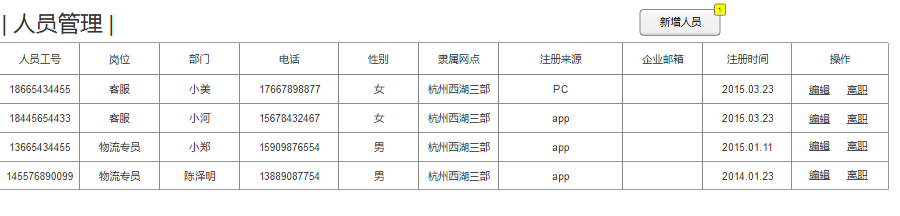 | 人员管理 |
新增人员
1
人员工号 岗位 部门 电话 性别 隶属网点 注册来源 企业邮箱 注册时间 操作
18665434455 客服 小美 17667898877 女 杭州西湖三部 PC 2015.03.23 编辑 离职
18445654433 客服 小河 15678432467 女 杭州西湖三部 app 2015.03.23 编辑 离职
13665434455 物流专员 小郑 15909876554 男 杭州西湖三部 app 2015.01.11 编辑 离职
145576890099 物流专员 陈泽明 13889087754 男 杭州西湖三部 app 2014.01.23 编辑 离职